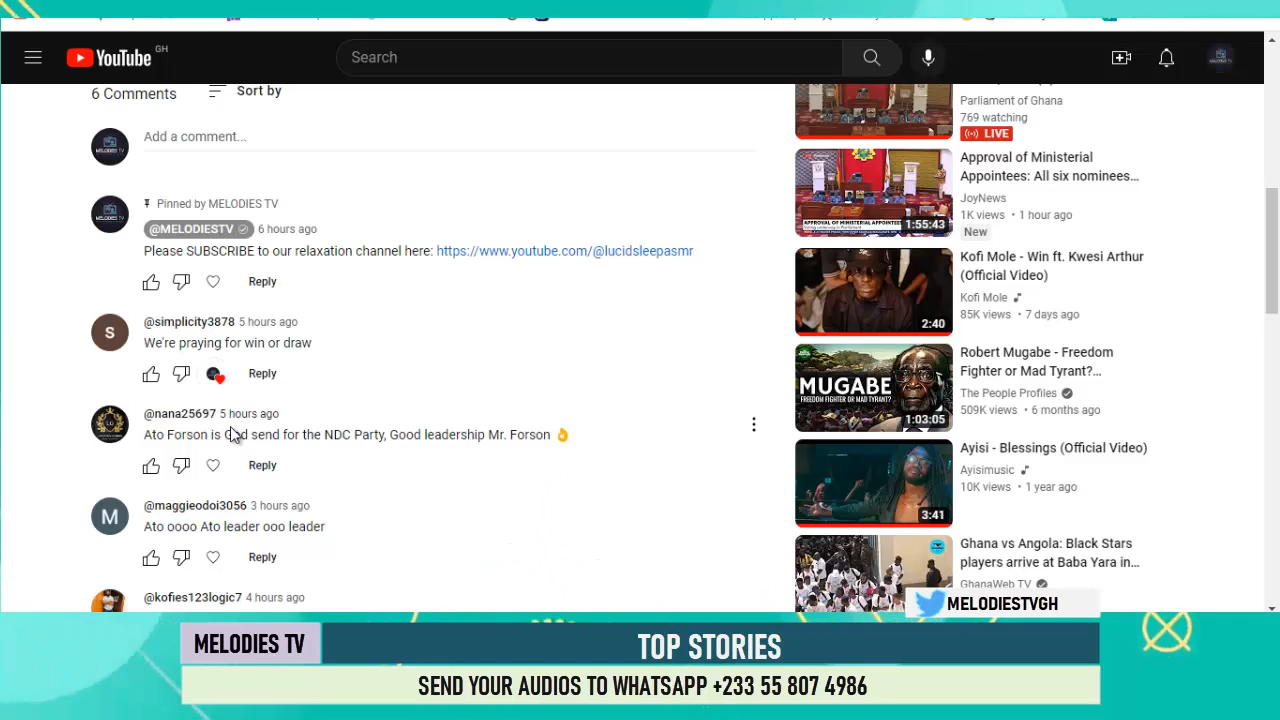 YouTube GH
Search
6 Comments
Sort by
Add a comment...
Pinned by MELODIES TV
@MELODIESTV 6 hours ago
Please SUBSCRIBE to our relaxation channel here: https://www.youtube.com/@lucidsleepasmr
Reply
S
@simplicity3878 5 hours ago
We're praying for win or draw
Reply
@nana25697 5 hours ago
Ato Forson is God send for the NDC Party, Good leadership Mr. Forson 👌
Reply
M
@maggieodoi3056 3 hours ago
Ato oooo Ato leader ooo leader
Reply
@kofies123logic7 4 hours ago
Parliament of Ghana
769 watching
LIVE
APPROVAL OF MINISTERIAL APPOINTEES
1:55:43
Approval of Ministerial
Appointees: All six nominees...
JoyNews
1K views • 1 hour ago
New
2:40
Kofi Mole - Win ft. Kwesi Arthur
(Official Video)
Kofi Mole
85K views • 7 days ago
MUGABE
FREEDOM FIGHTER OR MAD TYRANT?
1:03:05
Robert Mugabe - Freedom
Fighter or Mad Tyrant?...
The People Profiles
509K views • 6 months ago
3:41
Ayisi - Blessings (Official Video)
Ayisimusic
10K views • 1 year ago
Ghana vs Angola: Black Stars
players arrive at Baba Yara in...
GhanaWeb TV
MELODIESTVGH
MELODIES TV
TOP STORIES
SEND YOUR AUDIOS TO WHATSAPP +233 55 807 4986